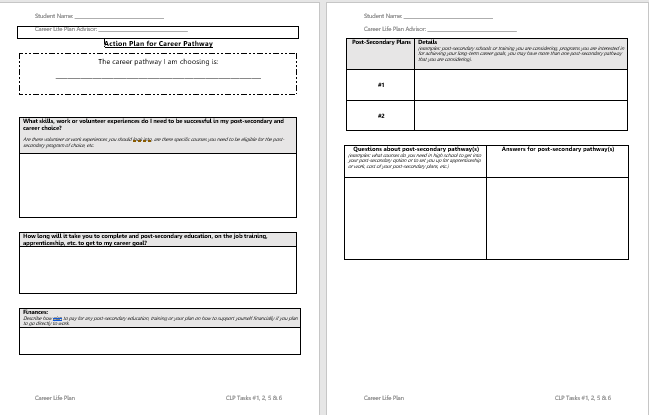 Student Name: ____________________
Career Life Plan Advisor: ____________________
Action Plan for Career Pathway
The career pathway I am choosing is:
What skills, work or volunteer experiences do I need to be successful in my post-secondary and
career choice?
Are there volunteer or work experiences you should look into, are there specific courses you need to be eligible for the post-
secondary program of choice, etc.
How long will it take you to complete and post-secondary education, on the job training,
apprenticeship, etc. to get to my career goal?
Finances:
Describe how to pay for any post-secondary education, training or your plan on how to support yourself financially if you plan
to go directly to work.
Career Life Plan
CLP Tasks #1, 2, 5 & 6
Student Name: ____________________
Career Life Plan Advisor: ____________________
Post-Secondary Plans
Details
(examples: post-secondary schools or training you are considering, programs you are interested in
for achieving your long-term career goals, you may have more than one post-secondary pathway
that you are considering).
#1
#2
Questions about post-secondary pathway(s)
(examples: what courses do you need in high school to get into
your post-secondary option or to set you up for apprenticeship
or work, cost of your post-secondary plans, etc.)
Answers for post-secondary pathway(s)
Career Life Plan
CLP Tasks #1, 2, 5 & 6